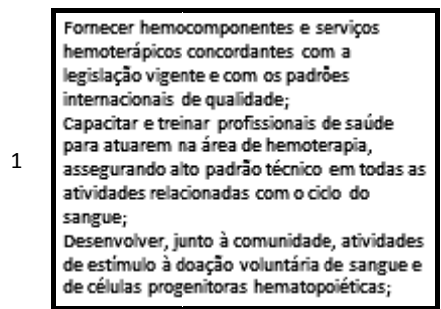 Fornecer hemocomponentes e serviços
hemoterápicos concordantes com a
legislação vigente e com os padrões
internacionais de qualidade;
Capacitar e treinar profissionais de saúde
para atuarem na área de hemoterapia,
1
assegurando alto padrão técnico em todas as
atividades relacionadas com o ciclo do
sangue;
Desenvolver, junto à comunidade, atividades
de estímulo à doação voluntária de sangue e
de células progenitoras hematopoiéticas;